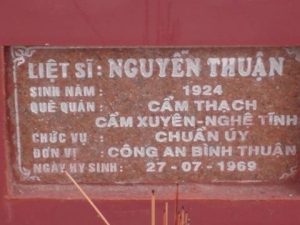 LIỆT SĨ: NGUYỄN THUẬN
SINH NĂM: 1924
QUÊ QUÁN: CẨM THẠCH
CẨM XUYÊN-NGHỆ TĨNH
CHỨC VỤ: CHUẨN ÚY
ĐƠN VỊ: CÔNG AN BÌNH THUẬN
NGÀY HY SINH: 27-07-1969